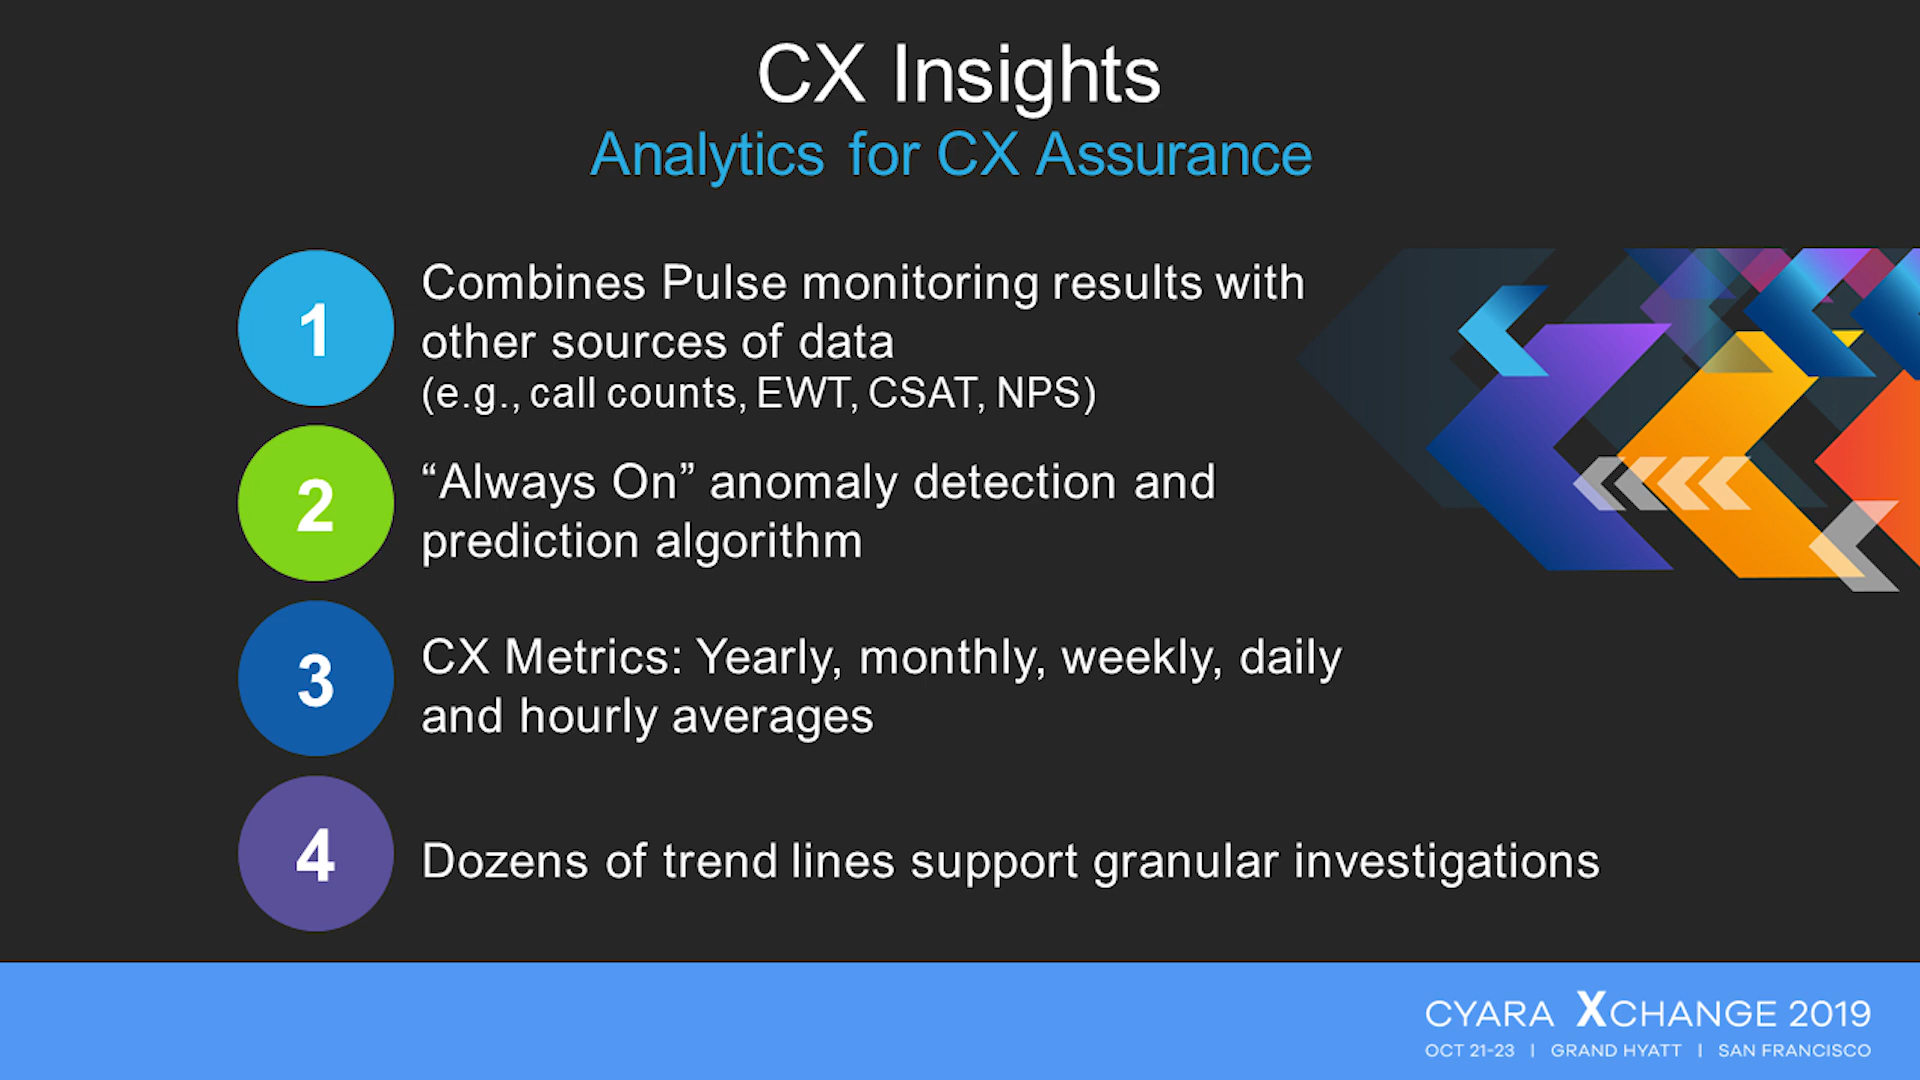 CX Insights
Analytics for CX Assurance
1
Combines Pulse monitoring results with
other sources of data
(e.g., call counts, EWT, CSAT, NPS)
2
“Always On” anomaly detection and
prediction algorithm
3
CX Metrics: Yearly, monthly, weekly, daily
and hourly averages
4
Dozens of trend lines support granular investigations
CYARA XCHANGE 2019
OCT 21-23 | GRAND HYATT | SAN FRANCISCO